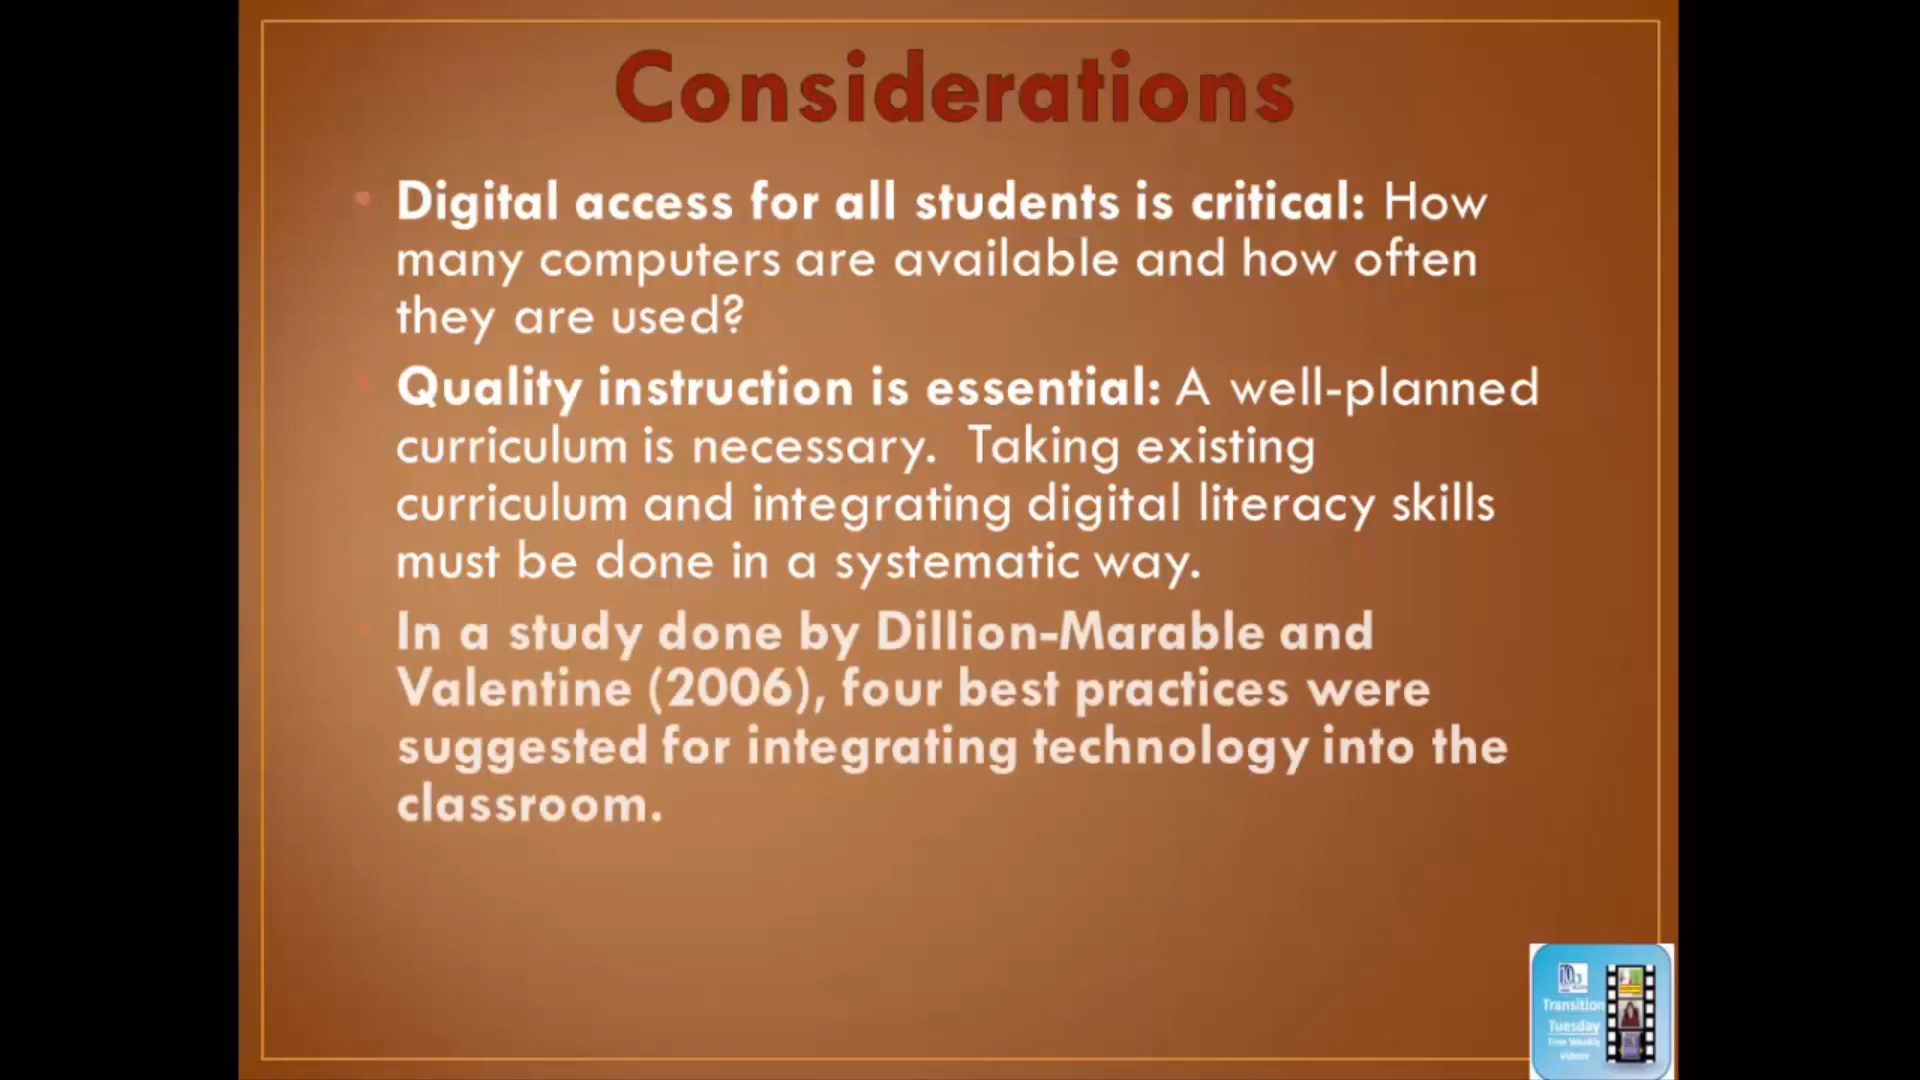 Considerations
Digital access for all students is critical: How
many computers are available and how often
they are used?
Quality instruction is essential: A well-planned
curriculum is necessary.  Taking existing
curriculum and integrating digital literacy skills
must be done in a systematic way.
In a study done by Dillion-Marable and
Valentine (2006), four best practices were
suggested for integrating technology into the
classroom.
Transition
Tuesday
Free Weekly
Videos